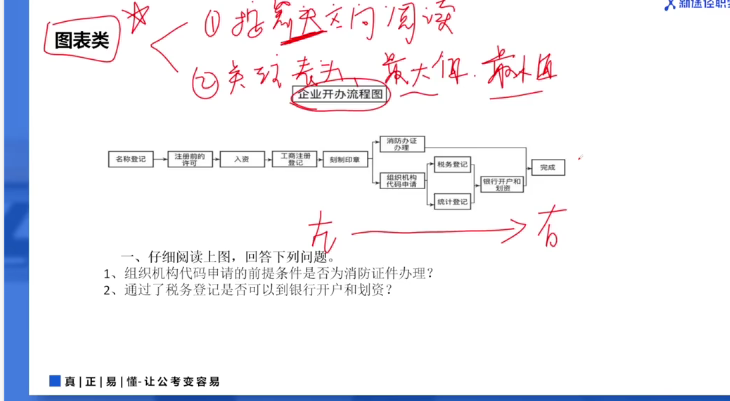 新途径职
①按箭头方向阅读
图表类
②关注表头、最大值.最小值
企业开办流程图
名称登记
注册前的许可
入资
工商注册登记
刻制印章
消防办证办理
组织机构代码申请
税务登记
统计登记
银行开户和划资
完成
左 右
一、仔细阅读上图，回答下列问题。
1、组织机构代码申请的前提条件是否为消防证件办理？
2、通过了税务登记是否可以到银行开户和划资？
真|正|易|懂-让公考变容易